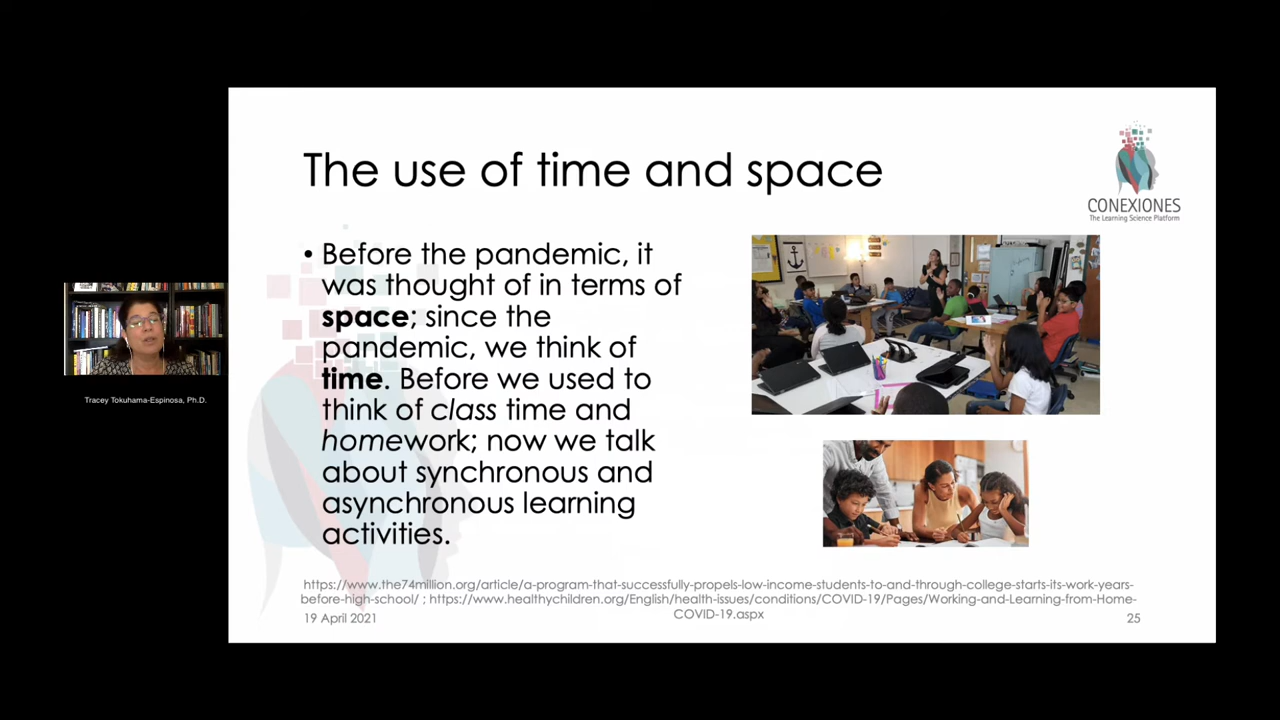 The use of time and space
CONEXIONES
The Learning Science Platform
• Before the pandemic, it
was thought of in terms of
space; since the
pandemic, we think of
time. Before we used to
think of class time and
homework; now we talk
about synchronous and
asynchronous learning
activities.
Tracey Tokuhama-Espinosa, Ph.D.
https://www.the74million.org/article/a-program-that-successfully-propels-low-income-students-to-and-through-college-starts-its-work-years-
before-high-school/ ; https://www.healthychildren.org/English/health-issues/conditions/COVID-19/Pages/Working-and-Learning-from-Home-
COVID-19.aspx
19 April 2021
25